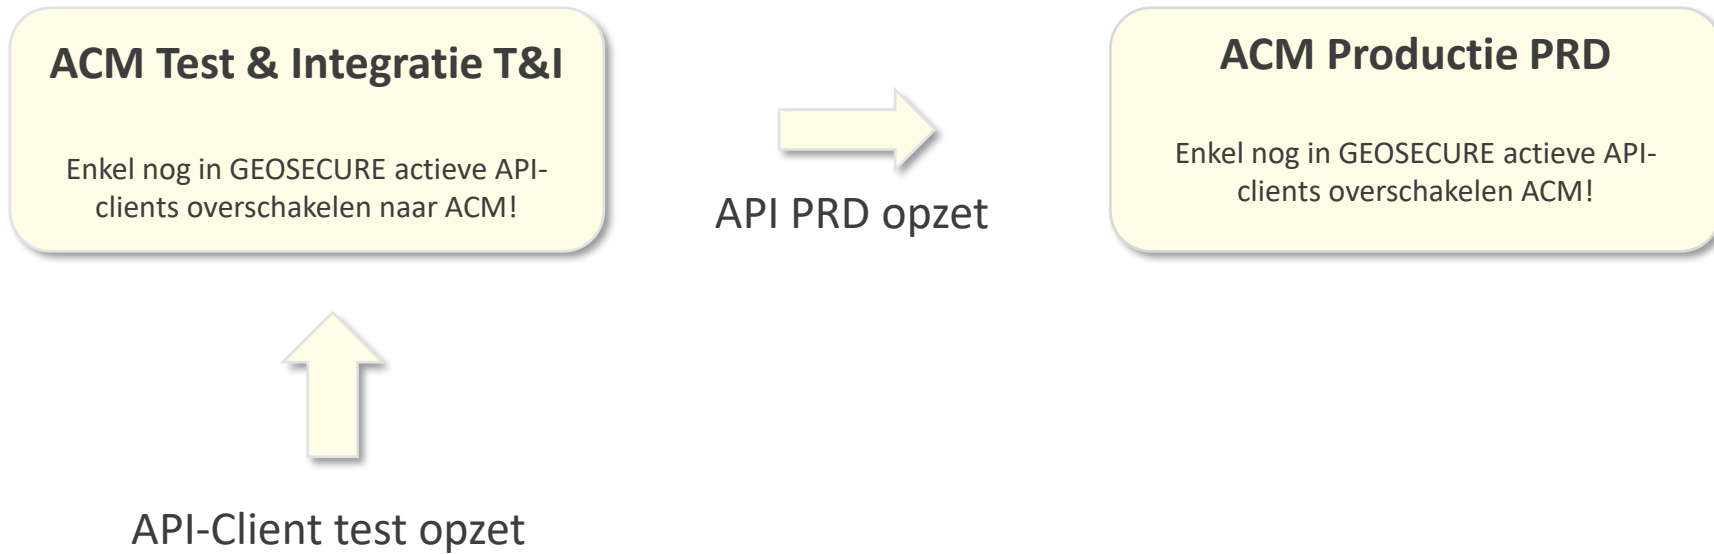 ACM Test & Integratie T&I
Enkel nog in GEOSECURE actieve API-
clients overschakelen naar ACM!
API PRD opzet
ACM Productie PRD
Enkel nog in GEOSECURE actieve API-
clients overschakelen ACM!
API-Client test opzet